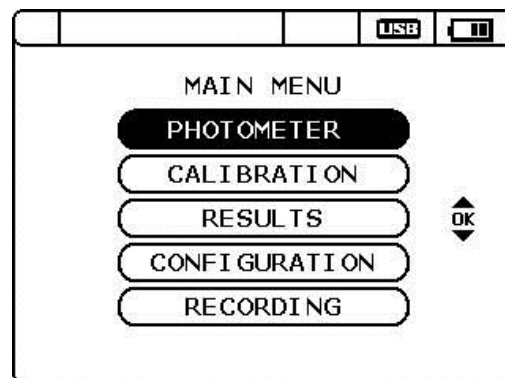 USB
MAIN MENU
PHOTOMETER
CALIBRATION
RESULTS
OK
CONFIGURATION
RECORDING